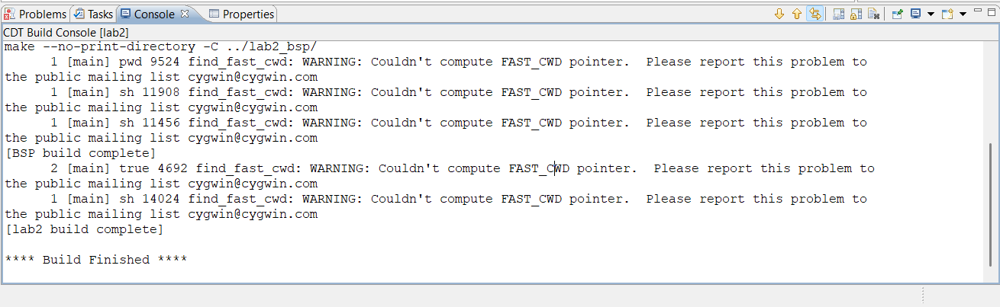 Problems Tasks Console Properties
CDT Build Console [lab2]
make --no-print-directory -C ../lab2_bsp/
1 [main] pwd 9524 find_fast_cwd: WARNING: Couldn't compute FAST_CWD pointer.  Please report this problem to
the public mailing list cygwin@cygwin.com
1 [main] sh 11908 find_fast_cwd: WARNING: Couldn't compute FAST_CWD pointer.  Please report this problem to
the public mailing list cygwin@cygwin.com
1 [main] sh 11456 find_fast_cwd: WARNING: Couldn't compute FAST_CWD pointer.  Please report this problem to
the public mailing list cygwin@cygwin.com
[BSP build complete]
2 [main] true 4692 find_fast_cwd: WARNING: Couldn't compute FAST_CWD pointer.  Please report this problem to
the public mailing list cygwin@cygwin.com
1 [main] sh 14024 find_fast_cwd: WARNING: Couldn't compute FAST_CWD pointer.  Please report this problem to
the public mailing list cygwin@cygwin.com
[lab2 build complete]
**** Build Finished ****